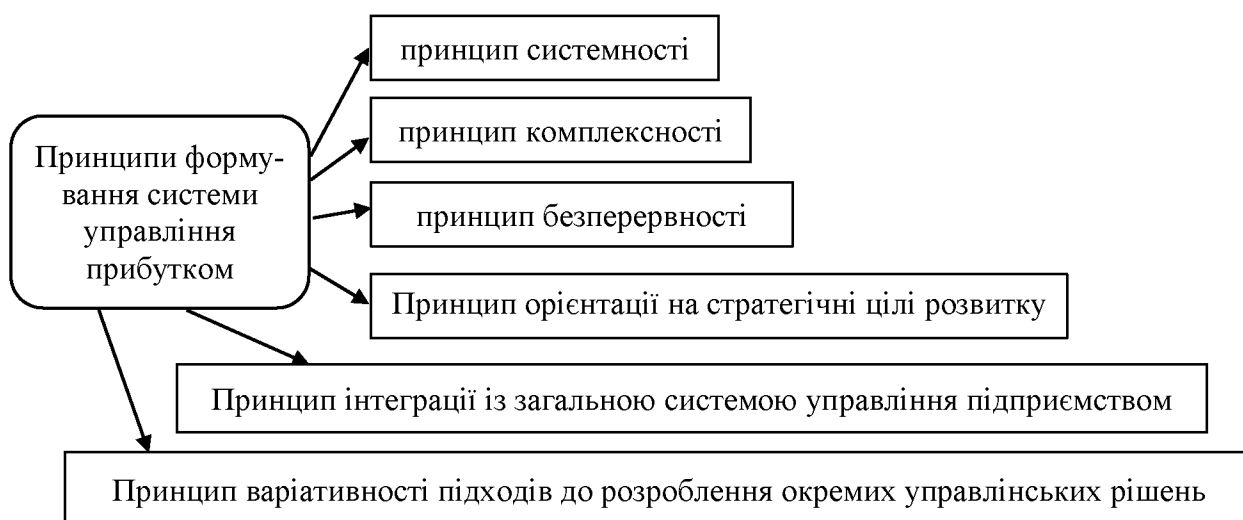 принцип системності
принцип комплексності
Принципи форму-
вання системи
управління
прибутком
принцип безперервності
Принцип орієнтації на стратегічні цілі розвитку
Принцип інтеграції із загальною системою управління підприємством
Принцип варіативності підходів до розроблення окремих управлінських рішень